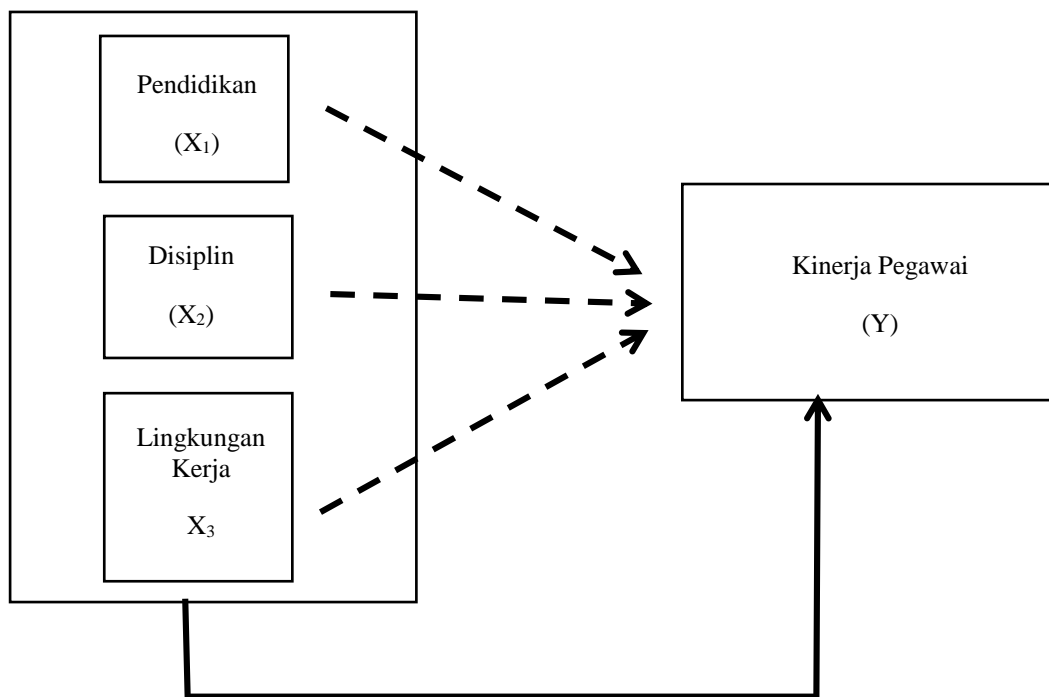 Pendidikan
(X₁)
Disiplin
(X₂)
Lingkungan
Kerja
X₃
Kinerja Pegawai
(Y)